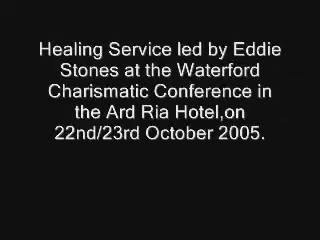 Healing Service led by Eddie
Stones at the Waterford
Charismatic Conference in
the Ard Ria Hotel,on
22nd/23rd October 2005.